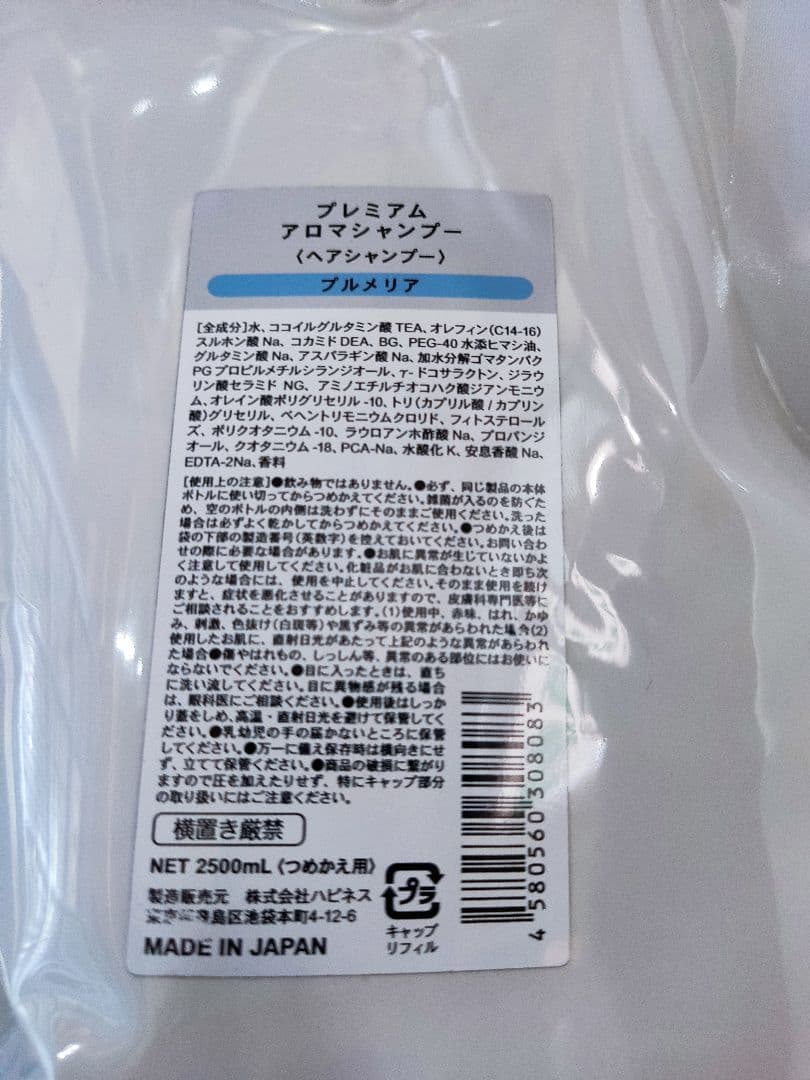 プレミアム
アロマシャンプー
〈ヘアシャンプー〉
プルメリア
[全成分]水、ココイルグルタミン酸TEA、オレフィン(C14-16)
スルホン酸Na、コカミドDEA、BG、PEG-40水添ヒマシ油、
グルタミン酸Na、アスパラギン酸Na、加水分解ゴマタンパク
PGプロピルメチルシランジオール、γ-ドコサラクトン、ジラウ
リン酸セラミド NG、アミノエチルチオコハク酸ジアンモニウ
ム、オレイン酸ポリグリセリル-10、トリ(カプリル酸/カプリン
酸)グリセリル、ベヘントリモニウムクロリド、フィトステロール
ズ、ポリクオタニウム-10、ラウロアンホ酢酸Na、プロパンジ
オール、クオタニウム-18、PCA-Na、水酸化K、安息香酸Na、
EDTA-2Na、香料
[使用上の注意]●飲み物ではありません。●必ず、同じ製品の本体
ボトルに使い切ってからつめかえてください。雑菌が入るのを防ぐた
め、空のボトルの内側は洗わずにそのままご使用ください。洗った
場合は必ずよく乾かしてからつめかえてください。●つめかえ後は
袋の下部の製造番号(英数字)を控えておいてください。お問い合わ
せの際に必要な場合があります。●お肌に異常が生じていないかよ
く注意して使用してください。化粧品がお肌に合わないとき即ち次
のような場合には、使用を中止してください。そのまま使用を続け
ますと、症状を悪化させることがありますので、皮膚科専門医等に
ご相談されることをおすすめします。(1)使用中、赤味、はれ、かゆ
み、刺激、色抜け(白斑等)や黒ずみ等の異常があらわれた場合(2)
使用したお肌に、直射日光があたって上記のような異常があらわれ
た場合●傷やはれもの、しっしん等、異常のある部位にはお使いに
ならないでください。●目に入ったときは、直ち
に洗い流してください。目に異物感が残る場合
は、眼科医にご相談ください。●使用後はしっか
り蓋をしめ、高温・直射日光を避けて保管してく
ださい。●乳幼児の手の届かないところに保管
してください。●万一に備え保存時は横向きにせ
ず、立てて保管ください。●商品の破損に繋がり
ますので圧を加えたりせず、特にキャップ部分
の取り扱いにはご注意ください。
横置き厳禁
NET 2500mL〈つめかえ用〉
製造販売元 株式会社ハピネス
東京都豊島区池袋本町4-12-6
MADE IN JAPAN
プラ
キャップ
リフィル
4 580560 308083